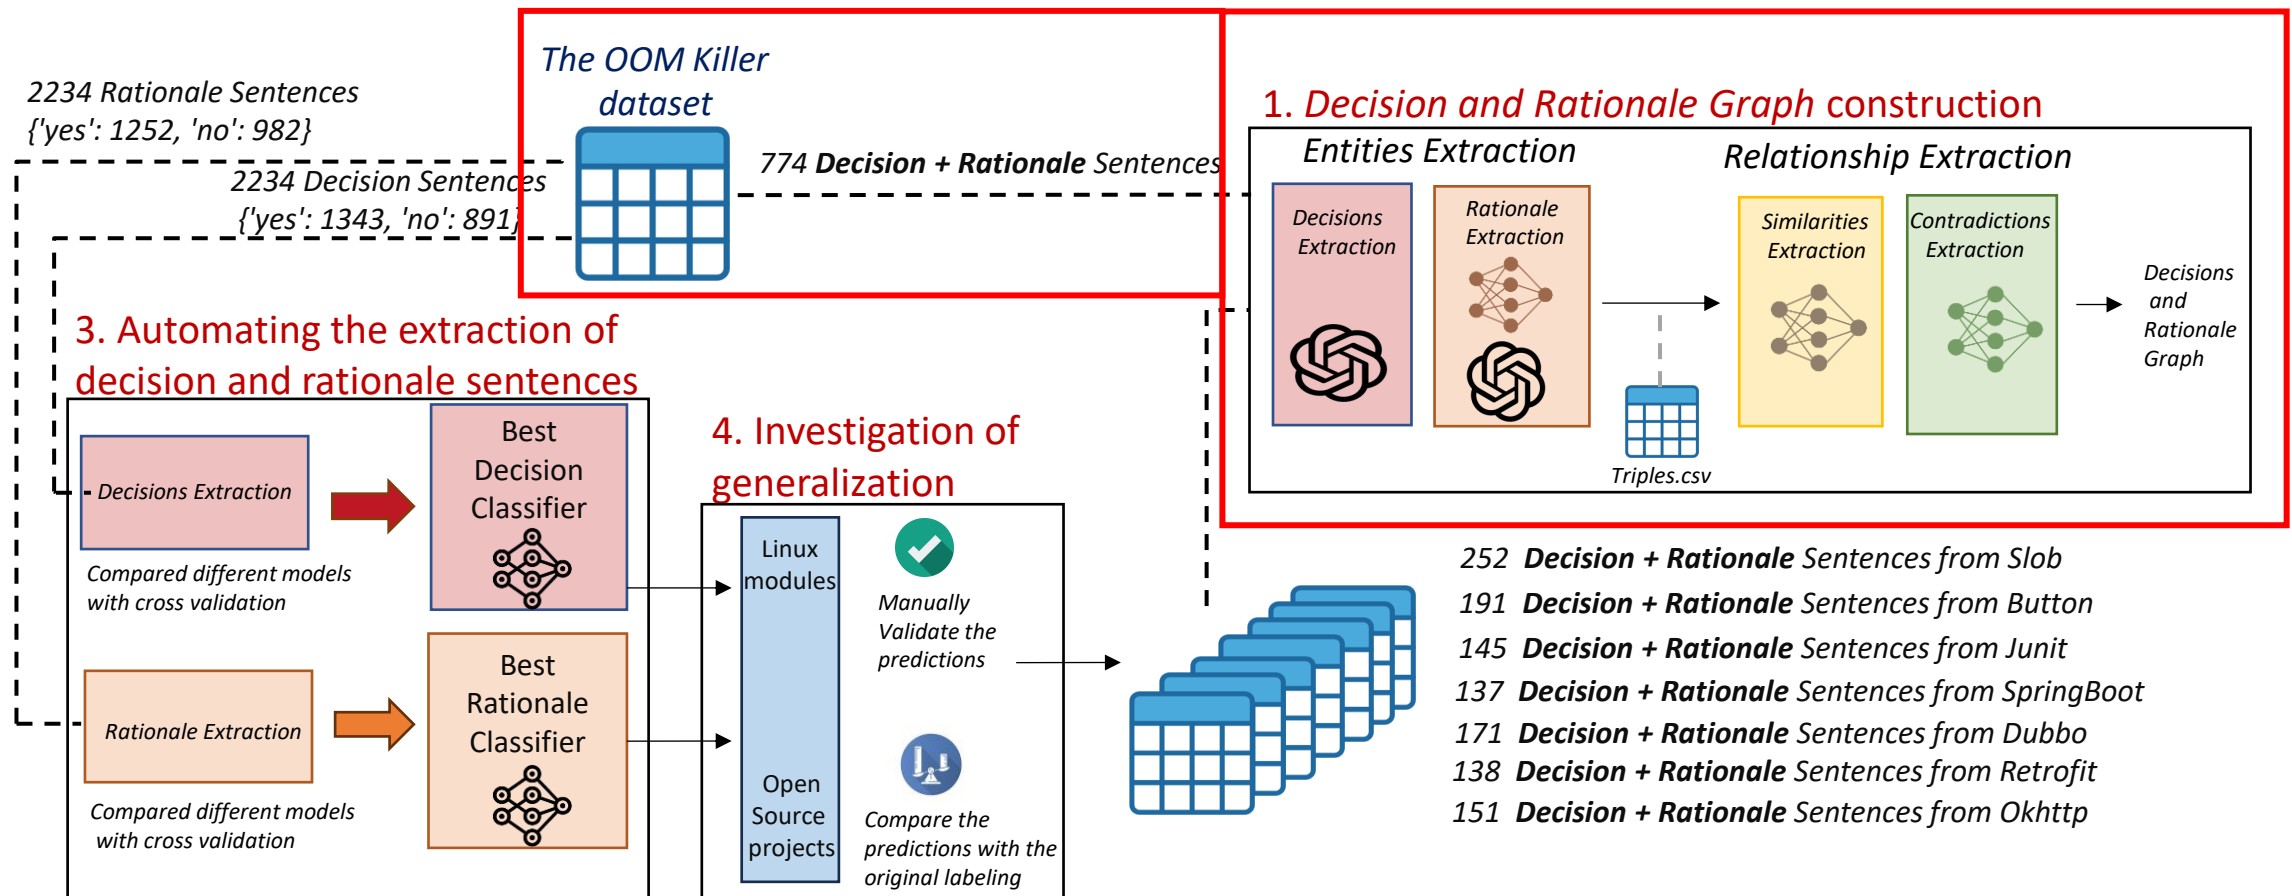 The OOM Killer
dataset
2234 Rationale Sentences
{'yes': 1252, 'no': 982}
2234 Decision Sentences
{'yes': 1343, 'no': 891}
774 Decision + Rationale Sentences
1. Decision and Rationale Graph construction
Entities Extraction
Relationship Extraction
Decisions
Extraction
Rationale
Extraction
Similarities
Extraction
Contradictions
Extraction
Decisions
and
Rationale
Graph
Triples.csv
3. Automating the extraction of
decision and rationale sentences
Decisions Extraction
Compared different models
with cross validation
Best
Decision
Classifier
Rationale Extraction
Compared different models
with cross validation
Best
Rationale
Classifier
4. Investigation of
generalization
Linux
modules
Open
Source
projects
Manually
Validate the
predictions
Compare the
predictions with the
original labeling
252 Decision + Rationale Sentences from Slob
191 Decision + Rationale Sentences from Button
145 Decision + Rationale Sentences from Junit
137 Decision + Rationale Sentences from SpringBoot
171 Decision + Rationale Sentences from Dubbo
138 Decision + Rationale Sentences from Retrofit
151 Decision + Rationale Sentences from Okhttp